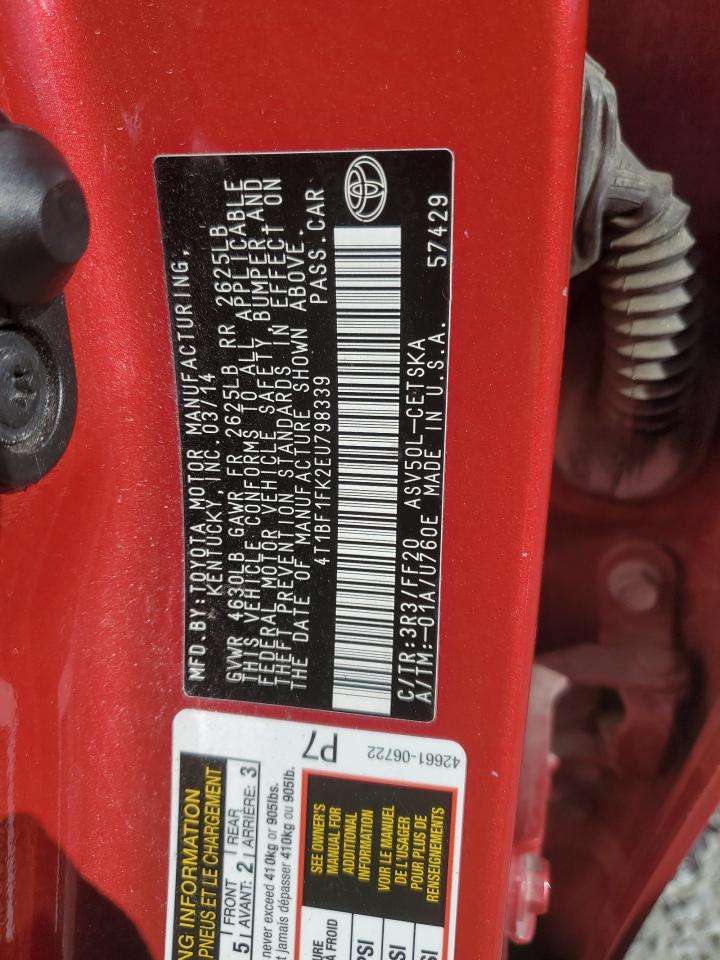 MFD.BY:TOYOTA MOTOR MANUFACTURING,
KENTUCKY,INC.03/14
GVWR 4630LB GAWR FR 2625LB RR 2625LB
THIS VEHICLE CONFORMS TO ALL APPLICABLE
FEDERAL MOTOR VEHICLE SAFETY, BUMPER,AND
THEFT PREVENTION STANDARDS IN EFFECT ON
THE DATE OF MANUFACTURE SHOWN ABOVE.
4T1BF1FK2EU798339 PASS.CAR
C/TR:3R3/FF20 ASV50L-CETSKA
A/TM:-01A/U760E MADE IN U.S.A. 57429
NG INFORMATION
PNEUS ET LE CHARGEMENT
5 FRONT 2 REAR 3
AVANT: ARRIÈRE:
never exceed 410kg or 905lbs.
t jamais dépasser 410kg ou 905lb.
P7
42661-06722
SEE OWNER'S
MANUAL FOR
ADDITIONAL
INFORMATION
VOIR LE MANUEL
DE L'USAGER
POUR PLUS DE
RENSEIGNEMENTS
URE
À FROID
PSI
PSI
PSI